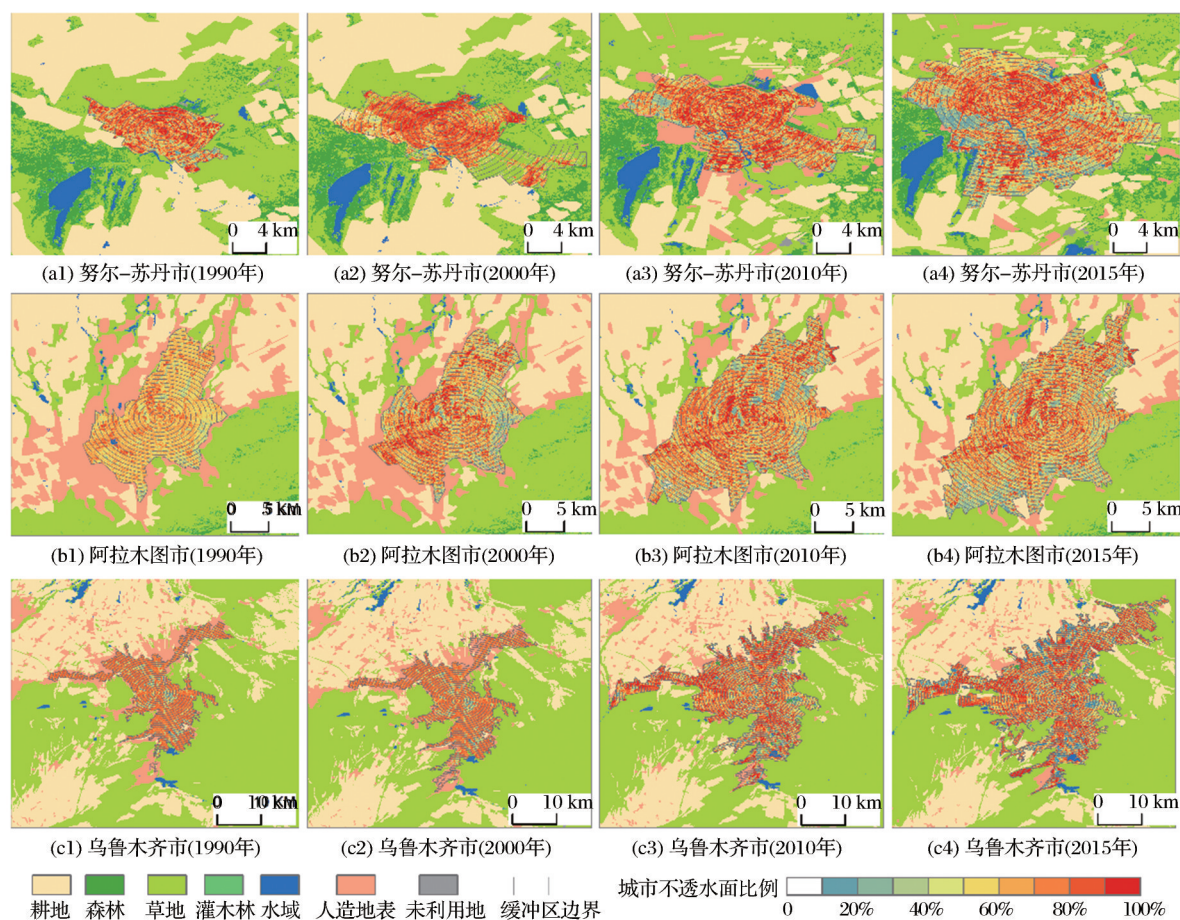 0 4 km
0 4 km
0 4 km
0 4 km
(a1) 努尔–苏丹市(1990年)
(a2) 努尔–苏丹市(2000年)
(a3) 努尔–苏丹市(2010年)
(a4) 努尔–苏丹市(2015年)
0 5 KM
0 5 km
0 5 km
0 5 km
(b1) 阿拉木图市(1990年)
(b2) 阿拉木图市(2000年)
(b3) 阿拉木图市(2010年)
(b4) 阿拉木图市(2015年)
0 10 KM
0 10 km
0 10 km
0 10 km
(c1) 乌鲁木齐市(1990年)
(c2) 乌鲁木齐市(2000年)
(c3) 乌鲁木齐市(2010年)
(c4) 乌鲁木齐市(2015年)
耕地 森林 草地 灌木林 水域 人造地表 未利用地 缓冲区边界
城市不透水面比例
0 20% 40% 60% 80% 100%